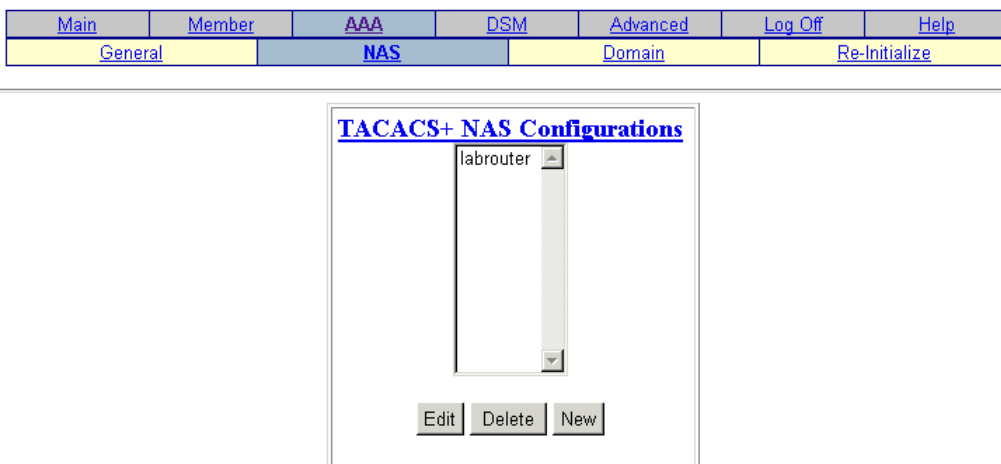 Main Member AAA DSM Advanced Log Off Help
General NAS Domain Re-Initialize
TACACS+ NAS Configurations
labrouter
Edit Delete New